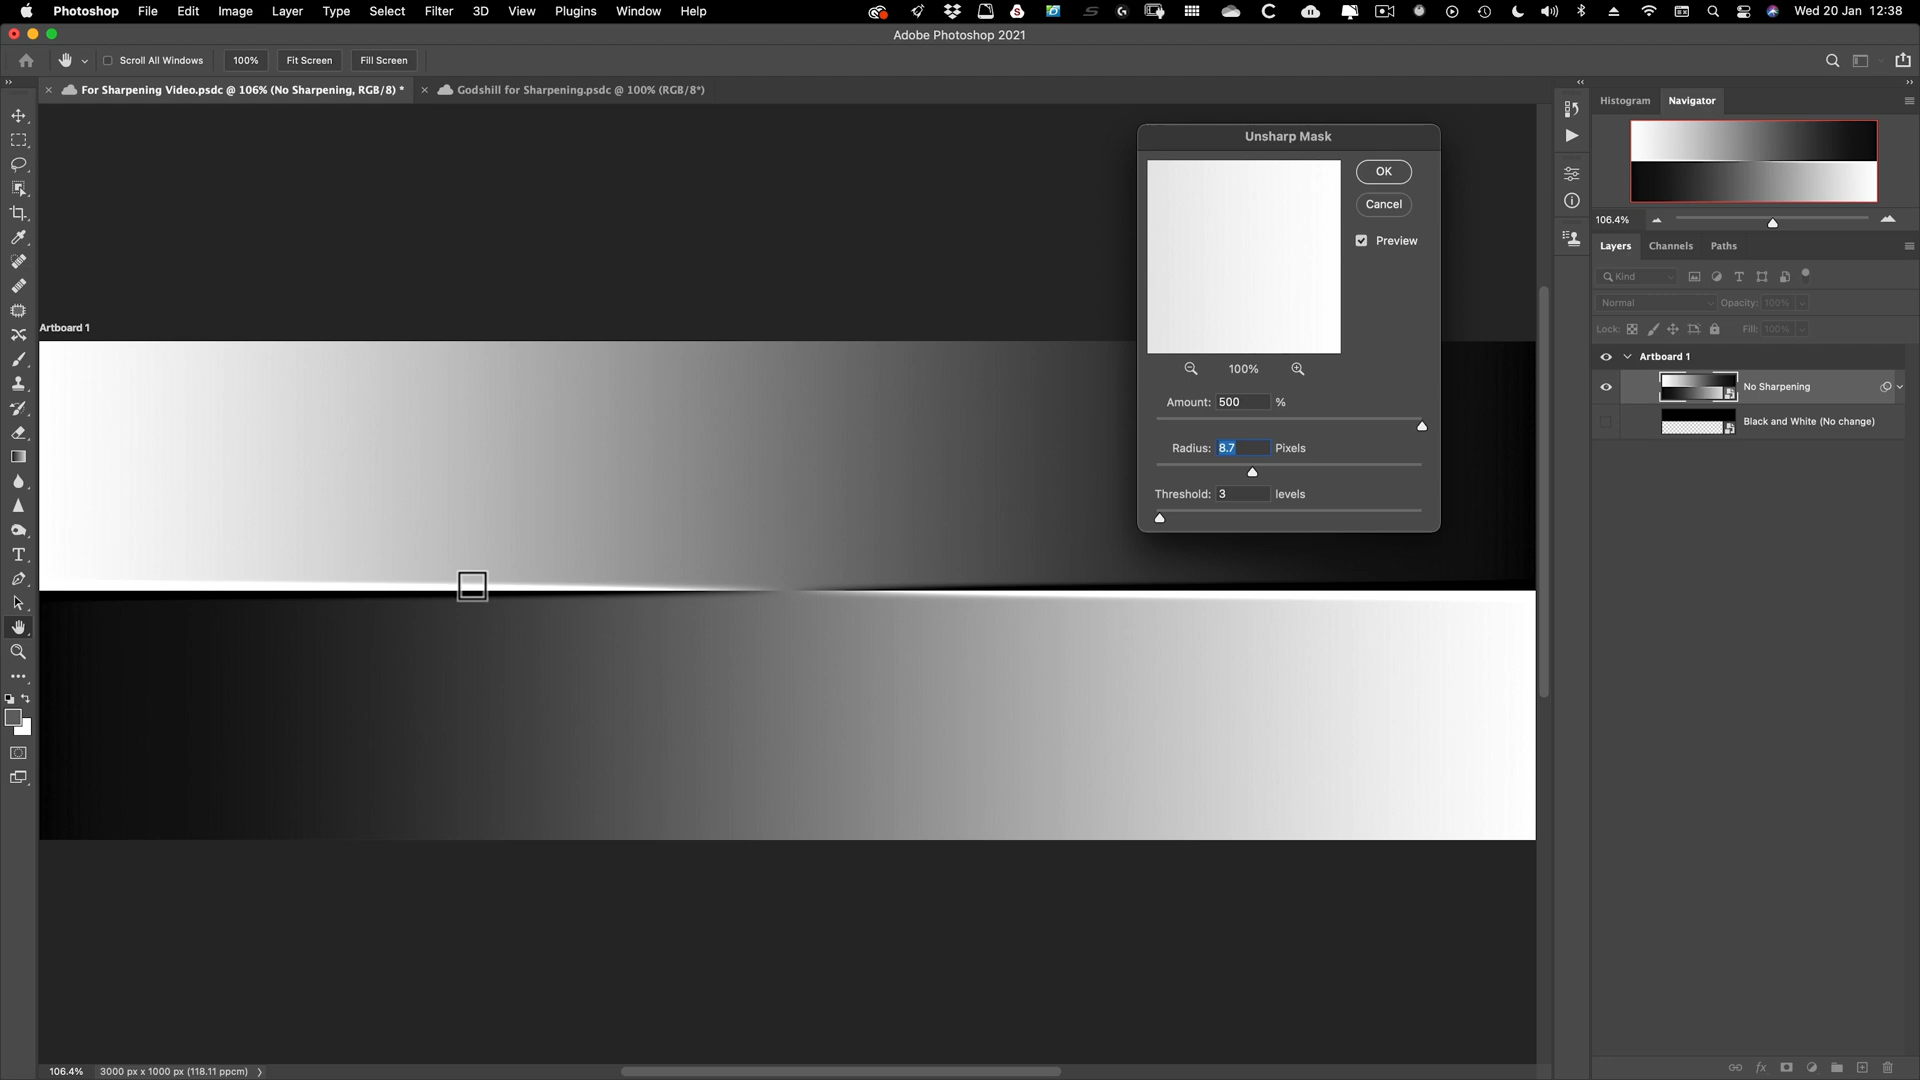 Photoshop File Edit Image Layer Type Select Filter 3D View Plugins Window Help Wed 20 Jan 12:38
Adobe Photoshop 2021
Scroll All Windows 100% Fit Screen Fill Screen
For Sharpening Video.psdc @ 106% (No Sharpening, RGB/8) * Godshill for Sharpening.psdc @ 100% (RGB/8*)
Histogram Navigator
Unsharp Mask
OK
Cancel
Preview
100%
Amount: 500 %
Radius: 8.7 Pixels
Threshold: 3 levels
106.4%
Layers Channels Paths
Kind
Normal Opacity: 100%
Lock: Fill: 100%
Artboard 1
No Sharpening
Black and White (No change)
Artboard 1
106.4% 3000 px x 1000 px (118.11 ppcm)